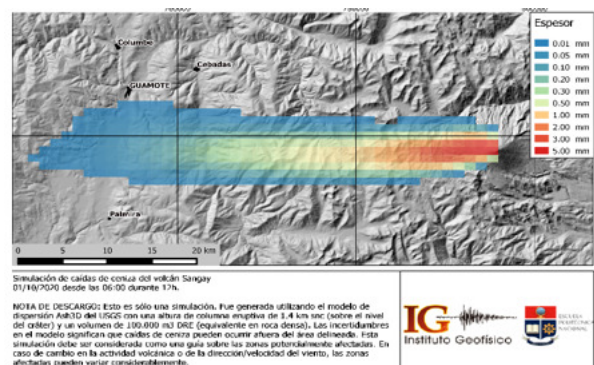 Espesor
Columbe
Cebadas
0.01 mm
0.05 mm
0.10 mm
GUAMOTE
0.20 mm
0.30 mm
0.50 mm
1.00 mm
2.00 mm
3.00 mm
5.00 mm
Palmira
0 5 10 15 20 km
Simulación de caídas de ceniza del volcán Sangay
01/10/2020 desde las 06:00 durante 12h.
NOTA DE DESCARGO: Esto es sólo una simulación. Fue generada utilizando el modelo de
dispersión Ash3D del USGS con una altura de columna eruptiva de 1.4 km snc (sobre el nivel
del cráter) y un volumen de 100.000 m3 DRE (equivalente en roca densa). Las incertidumbres
en el modelo significan que caídas de ceniza pueden ocurrir afuera del área delineada. Esta
simulación debe ser considerada como una guía sobre las zonas potencialmente afectadas. En
caso de cambio en la actividad volcánica o de la dirección/velocidad del viento, las zonas
afectadas pueden variar considerablemente.
IG
Instituto Geofísico
ESCUELA
POLITÉCNICA
NACIONAL